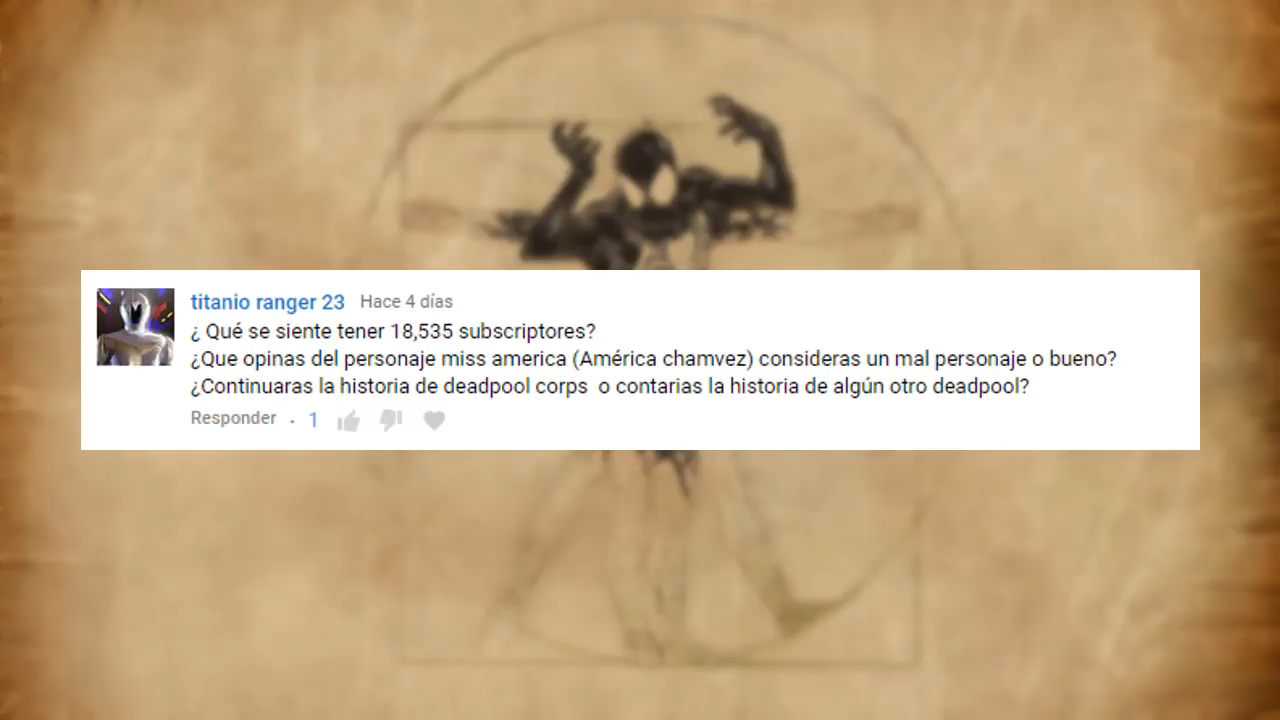 titanio ranger 23 Hace 4 días
¿ Qué se siente tener 18,535 subscriptores?
¿Que opinas del personaje miss america (América chamvez) consideras un mal personaje o bueno?
¿Continuaras la historia de deadpool corps o contarias la historia de algún otro deadpool?
Responder . 1